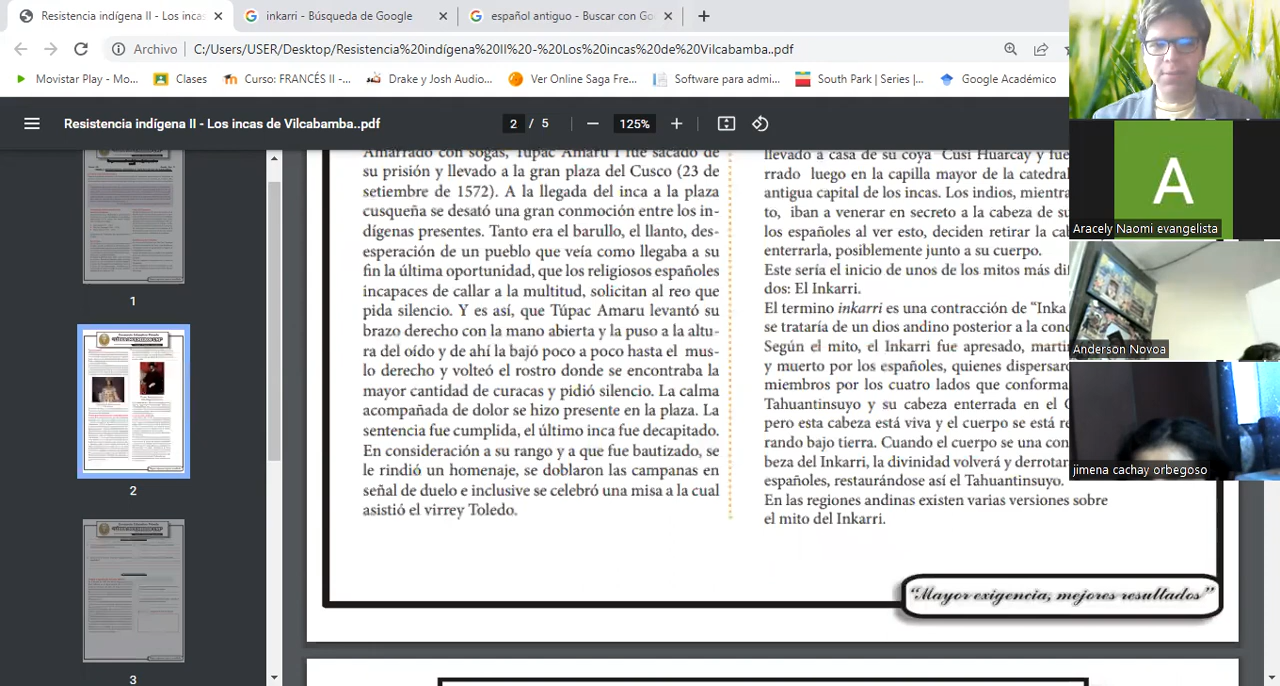 Resistencia indígena II - Los incas
inkarri - Búsqueda de Google
español antiguo - Buscar con Go
Archivo
C:/Users/USER/Desktop/Resistencia%20indígena%20II%20-%20Los%20incas%20de%20Vilcabamba..pdf
Movistar Play - Mo...
Clases
Curso: FRANCÉS II -...
Drake y Josh Audio...
Ver Online Saga Fre...
Software para admi...
South Park | Series |...
Google Académico
Resistencia indígena II - Los incas de Vilcabamba..pdf
2 / 5
125%
1
2
3
Amarrado con sogas, Túpac Amaru I fue sacado de
su prisión y llevado a la gran plaza del Cusco (23 de
setiembre de 1572). A la llegada del inca a la plaza
cusqueña se desató una gran conmoción entre los in-
dígenas presentes. Tanto era el barullo, el llanto, des-
esperación de un pueblo que veía como llegaba a su
fin la última oportunidad, que los religiosos españoles
incapaces de callar a la multitud, solicitan al reo que
pida silencio. Y es así, que Túpac Amaru levantó su
brazo derecho con la mano abierta y la puso a la altu-
ra del oído y de ahí la bajó poco a poco hasta el mus-
lo derecho y volteó el rostro donde se encontraba la
mayor cantidad de curacas y pidió silencio. La calma
acompañada de dolor se hizo presente en la plaza. La
sentencia fue cumplida, el último inca fue decapitado.
En consideración a su rango y a que fue bautizado, se
le rindió un homenaje, se doblaron las campanas en
señal de duelo e inclusive se celebró una misa a la cual
asistió el virrey Toledo.
llevado a casa de su coya Cusi Huarcay y fue
rrado luego en la capilla mayor de la catedral
antigua capital de los incas. Los indios, mientra
to, iban a venerar en secreto a la cabeza de su
los españoles al ver esto, deciden retirar la ca
enterrarla, posiblemente junto a su cuerpo.
Este sería el inicio de unos de los mitos más di
dos: El Inkarri.
El termino inkarri es una contracción de “Inka
se trataría de un dios andino posterior a la con
Según el mito, el Inkarri fue apresado, marti
y muerto por los españoles, quienes dispersaro
miembros por los cuatro lados que conforma
Tahuantinsuyo y su cabeza enterrada en el
pero esta cabeza está viva y el cuerpo se está re
rando bajo tierra. Cuando el cuerpo se una con
beza del Inkarri, la divinidad volverá y derrotar
españoles, restaurándose así el Tahuantinsuyo.
En las regiones andinas existen varias versiones sobre
el mito del Inkarri.
“Mayor exigencia, mejores resultados”
A
Aracely Naomi evangelista
Anderson Novoa
jimena cachay orbegoso